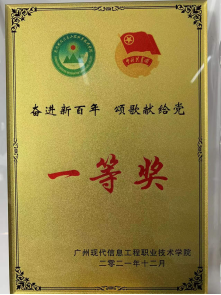 奋进新百年 颂歌献给党
一等奖
广州现代信息工程职业技术学院
二零二一年十二月